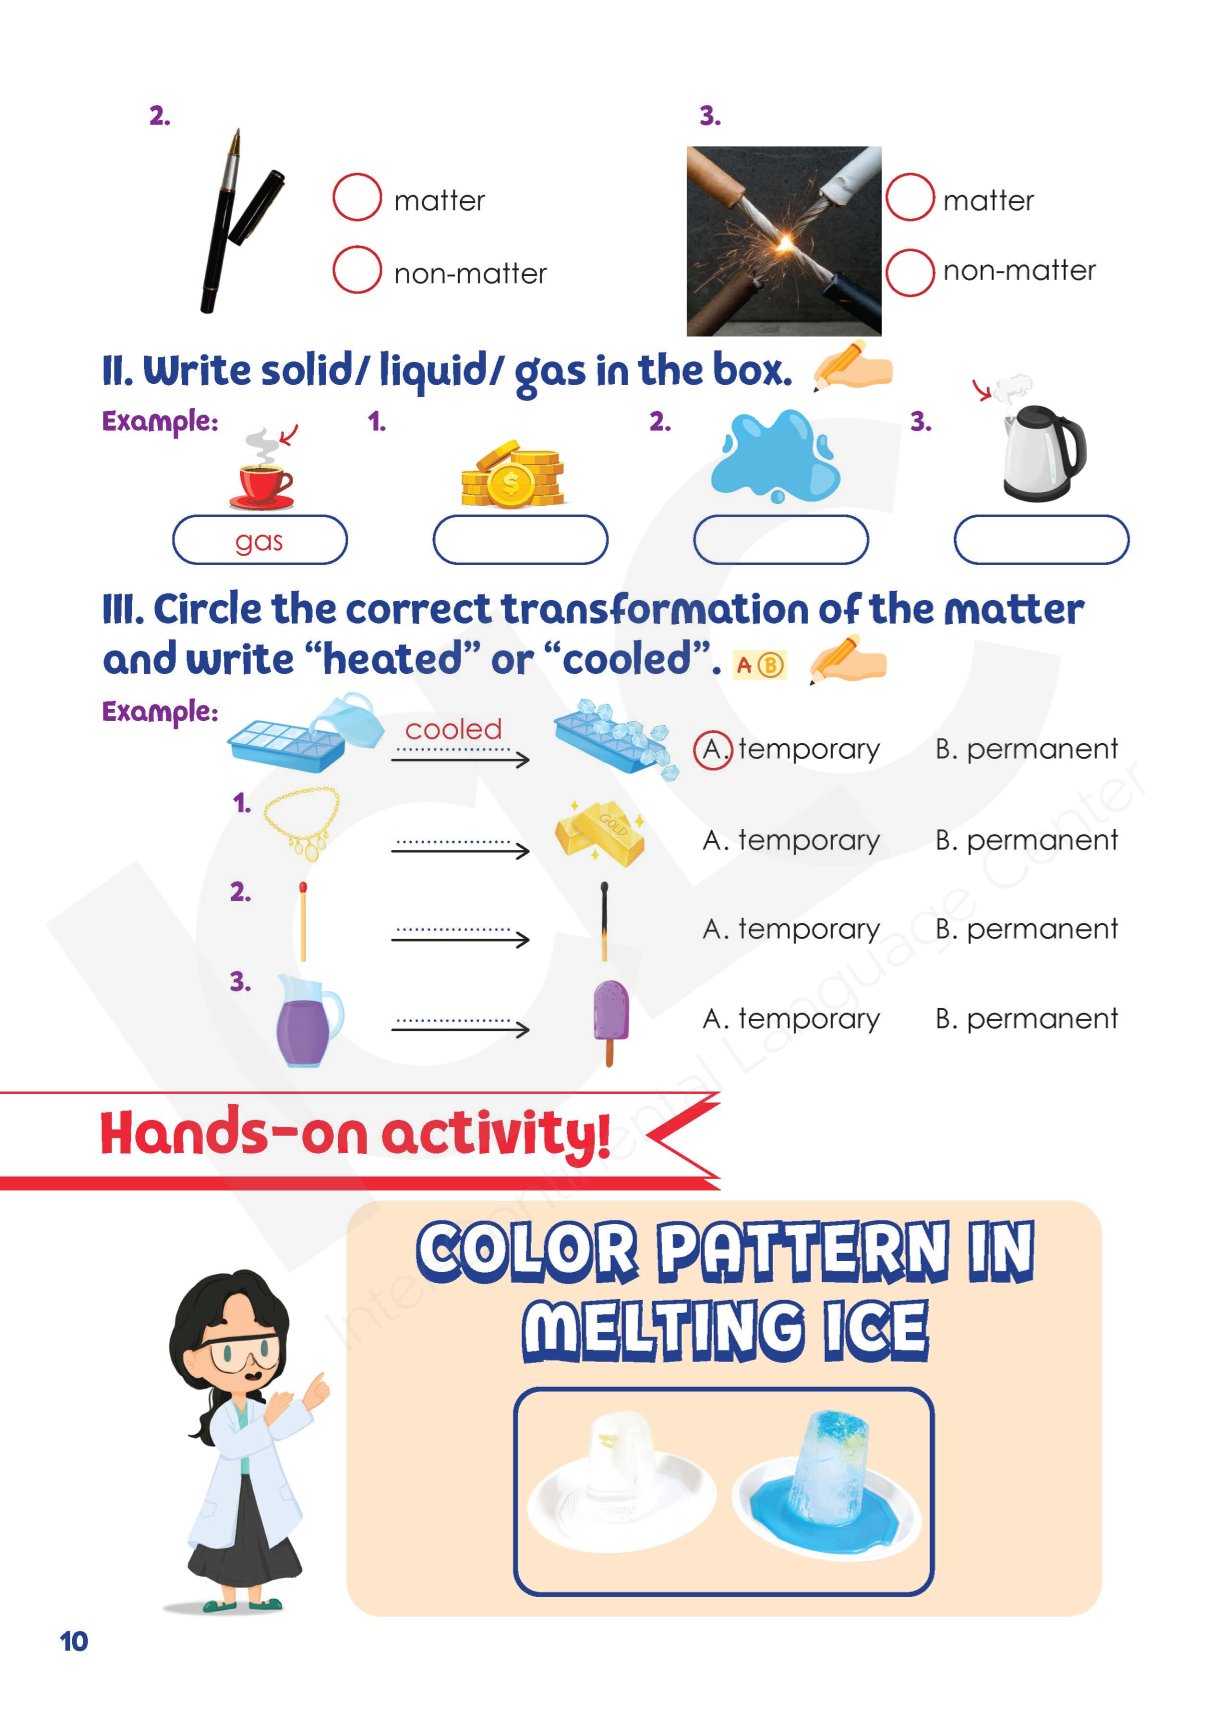 2.
3.
matter
matter
non-matter
non-matter
II. Write solid/ liquid/ gas in the box.
Example:
1.
2.
3.
$
gas
III. Circle the correct transformation of the matter
and write “heated” or “cooled”. A B
Example:
cooled
A. temporary B. permanent
1.
GOLD
A. temporary B. permanent
2.
A. temporary B. permanent
3.
A. temporary B. permanent
Hands-on activity!
COLOR PATTERN IN
MELTING ICE
10
ICLC
Inter Continental Language Center